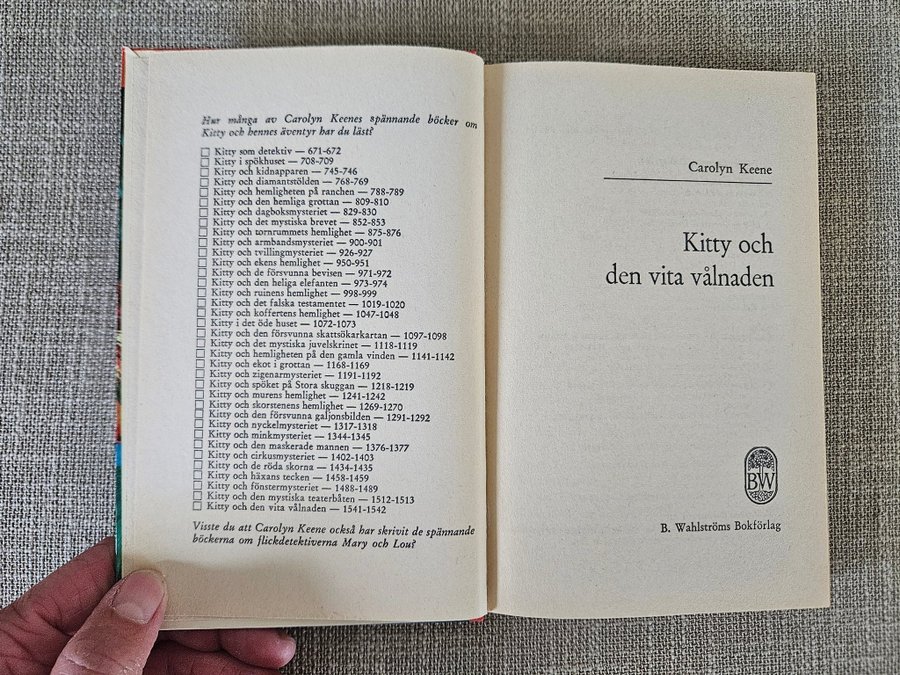 Hur många av Carolyn Keenes spännande böcker om
Kitty och hennes äventyr har du läst?
Kitty som detektiv — 671-672
Kitty i spökhuset — 708-709
Kitty och kidnapparen — 745-746
Kitty och diamantstölden — 768-769
Kitty och hemligheten på ranchen — 788-789
Kitty och den hemliga grottan — 809-810
Kitty och dagboksmysteriet — 829-830
Kitty och det mystiska brevet — 852-853
Kitty och tornrummets hemlighet — 875-876
Kitty och armbandsmysteriet — 900-901
Kitty och tvillingmysteriet — 926-927
Kitty och ekens hemlighet — 950-951
Kitty och de försvunna bevisen — 971-972
Kitty och den heliga elefanten — 973-974
Kitty och ruinens hemlighet — 998-999
Kitty och det falska testamentet — 1019-1020
Kitty och koffertens hemlighet — 1047-1048
Kitty i det öde huset — 1072-1073
Kitty och den försvunna skattsökarkartan — 1097-1098
Kitty och det mystiska juvelskrinet — 1118-1119
Kitty och hemligheten på den gamla vinden — 1141-1142
Kitty och ekot i grottan — 1168-1169
Kitty och zigenarmysteriet — 1191-1192
Kitty och spöket på Stora skuggan — 1218-1219
Kitty och murens hemlighet — 1241-1242
Kitty och skorstenens hemlighet — 1269-1270
Kitty och den försvunna galjonsbilden — 1291-1292
Kitty och nyckelmysteriet — 1317-1318
Kitty och minkmysteriet — 1344-1345
Kitty och den maskerade mannen — 1376-1377
Kitty och cirkusmysteriet — 1402-1403
Kitty och de röda skorna — 1434-1435
Kitty och häxans tecken — 1458-1459
Kitty och fönstermysteriet — 1488-1489
Kitty och den mystiska teaterbåten — 1512-1513
Kitty och den vita vålnaden — 1541-1542
Visste du att Carolyn Keene också har skrivit de spännande
böckerna om flickdetektiverna Mary och Lou?
Carolyn Keene
Kitty och
den vita vålnaden
BW
B. Wahlströms Bokförlag